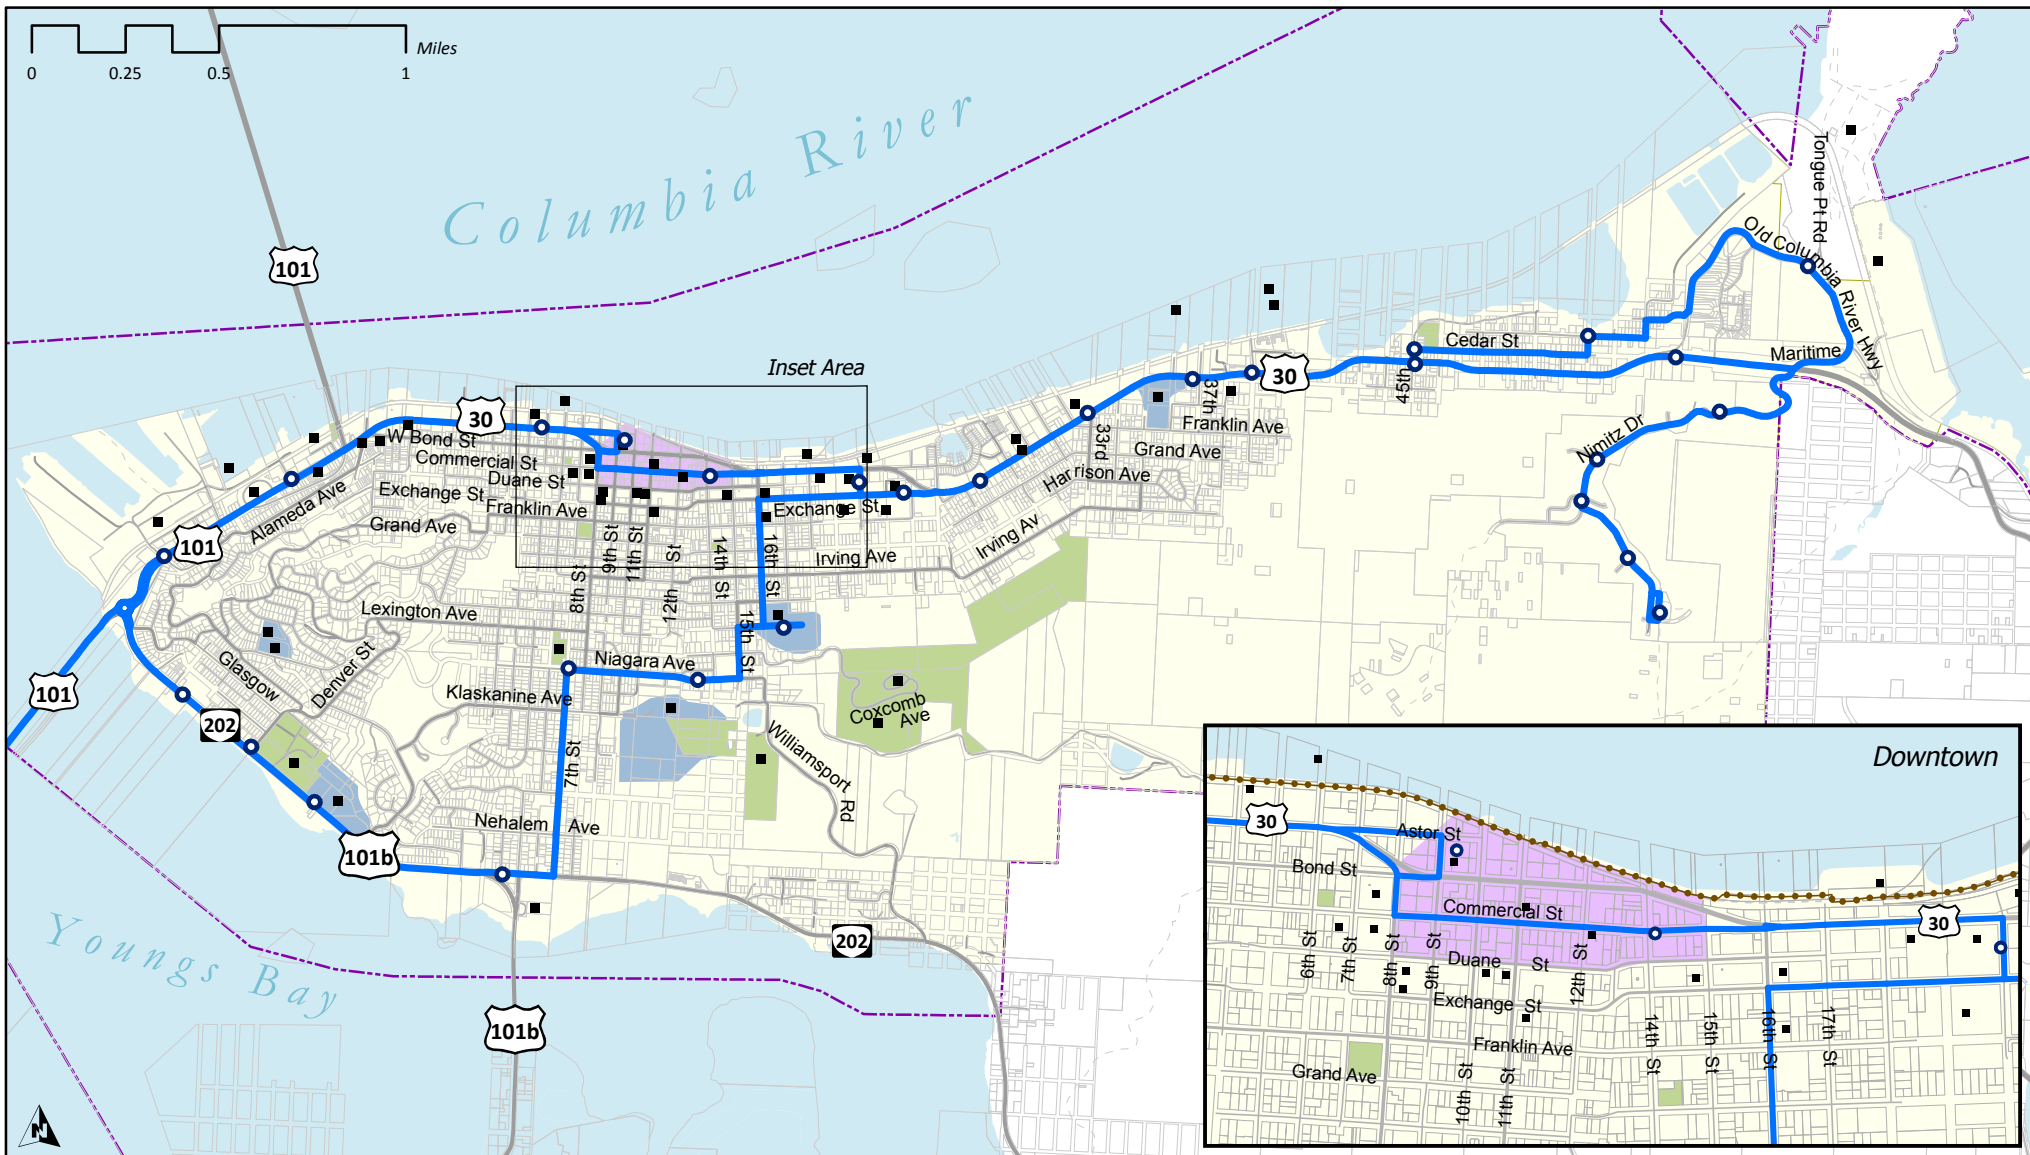 Miles
0
0.25
0.5
1
Columbia River
101
Inset Area
30
W Bond St
Commercial St
Duane St
Exchange St
Franklin Ave
Grand Ave
Alameda Ave
101
Exchange St
Irving Ave
Irving Av
Harrison Ave
Grand Ave
Franklin Ave
33rd
37th
30
45th
Cedar St
Maritime
Old Columbia River Hwy
Tongue Pt Rd
Nimitz Dr
8th St
9th St
11th St
12th St
14th St
15th St
16th St
Lexington Ave
Niagara Ave
Klaskanine Ave
Glasgow
Denver St
7th St
Nehalem Ave
Coxcomb Ave
Williamsport Rd
101
202
101b
202
101b
Youngs Bay
N
Downtown
30
Astor St
Bond St
Commercial St
30
6th St
7th St
8th St
9th St
Duane St
12th St
Exchange St
Franklin Ave
Grand Ave
10th St
11th St
14th St
15th St
16th St
17th St